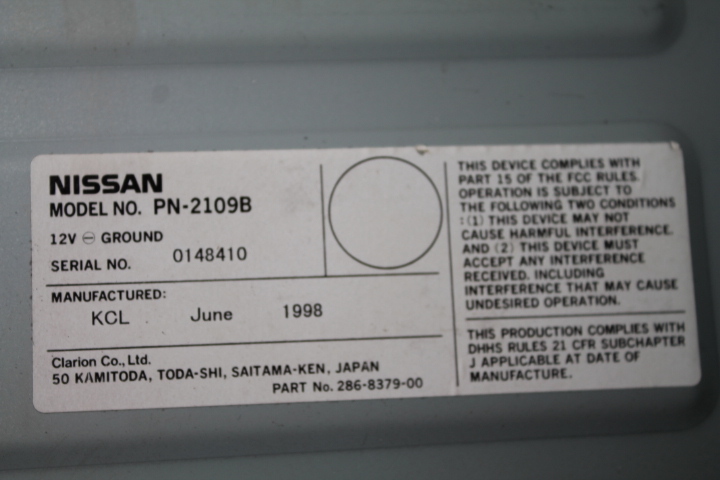 NISSAN
MODEL NO. PN-2109B
12V ⊖ GROUND
SERIAL NO. 0148410
MANUFACTURED:
KCL June 1998
Clarion Co., Ltd.
50 KAMITODA, TODA-SHI, SAITAMA-KEN, JAPAN
PART No. 286-8379-00
THIS DEVICE COMPLIES WITH
PART 15 OF THE FCC RULES.
OPERATION IS SUBJECT TO
THE FOLLOWING TWO CONDITIONS
: (1) THIS DEVICE MAY NOT
CAUSE HARMFUL INTERFERENCE.
AND (2) THIS DEVICE MUST
ACCEPT ANY INTERFERENCE
RECEIVED. INCLUDING
INTERFERENCE THAT MAY CAUSE
UNDESIRED OPERATION.
THIS PRODUCTION COMPLIES WITH
DHHS RULES 21 CFR SUBCHAPTER
J APPLICABLE AT DATE OF
MANUFACTURE.